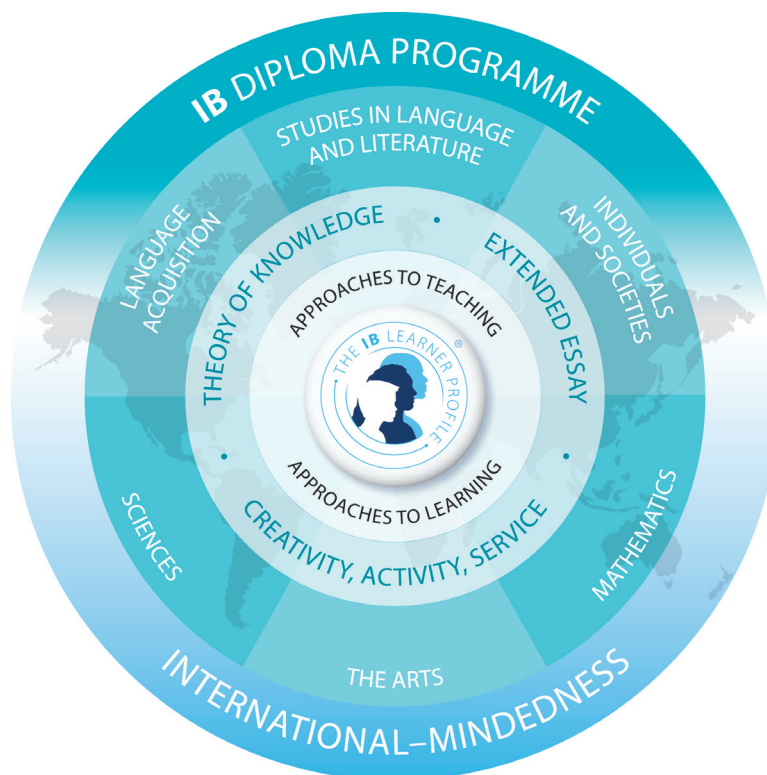 IB DIPLOMA PROGRAMME
STUDIES IN LANGUAGE
AND LITERATURE
LANGUAGE
ACQUISITION
INDIVIDUALS
AND SOCIETIES
THEORY OF KNOWLEDGE
•
EXTENDED ESSAY
APPROACHES TO TEACHING
THE IB LEARNER PROFILE
®
APPROACHES TO LEARNING
•
CREATIVITY, ACTIVITY, SERVICE
•
SCIENCES
MATHEMATICS
THE ARTS
INTERNATIONAL–MINDEDNESS